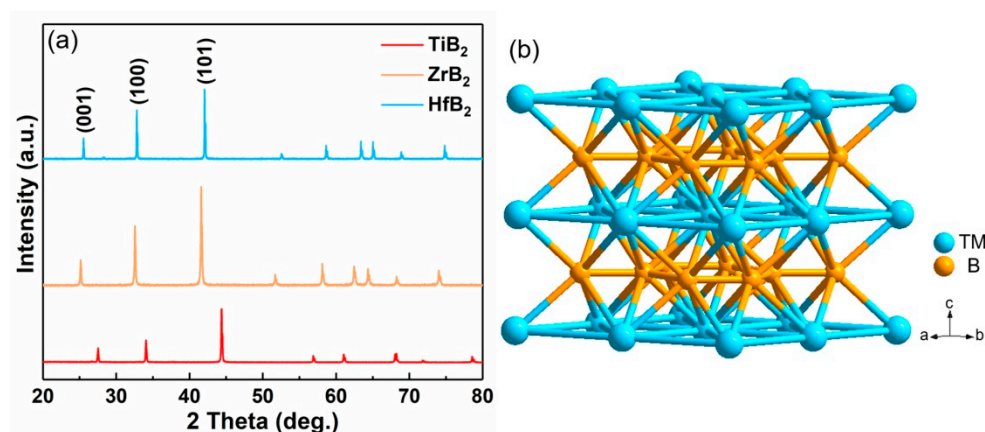 (a)
TiB₂
ZrB₂
HfB₂
(001)
(100)
(101)
Intensity (a.u.)
20 30 40 50 60 70 80
2 Theta (deg.)
(b)
TM
B
c
a b